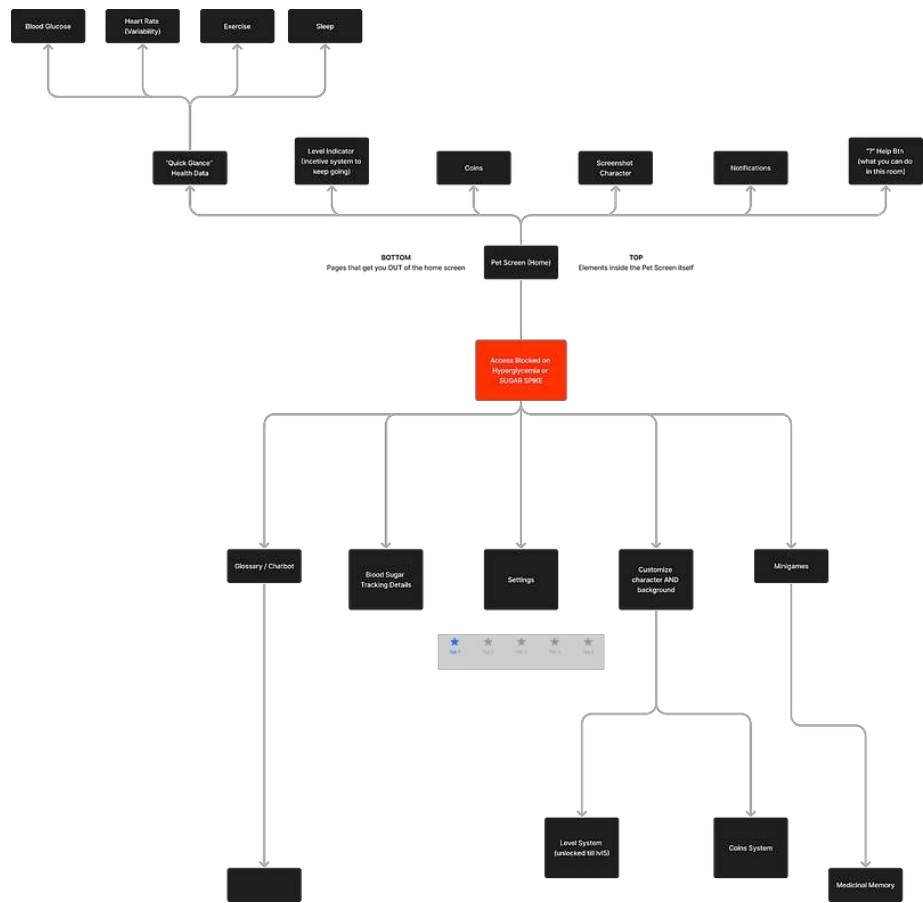 Blood Glucose
Heart Rate
(Variability)
Exercise
Sleep
"Quick Glance"
Health Data
Level Indicator
(incetive system to
keep going)
Coins
Screenshot
Character
Notifications
"?" Help Btn
(what you can do
in this room)
BOTTOM
Pages that get you OUT of the home screen
Pet Screen (Home)
TOP
Elements inside the Pet Screen itself
Access Blocked on
Hyperglycemia or
SUGAR SPIKE
Glossary / Chatbot
Blood Sugar
Tracking Details
Settings
Customize
character AND
background
Minigames
Tab 1
Level System
(unlocked till lvl5)
Coins System
Medicinal Memory